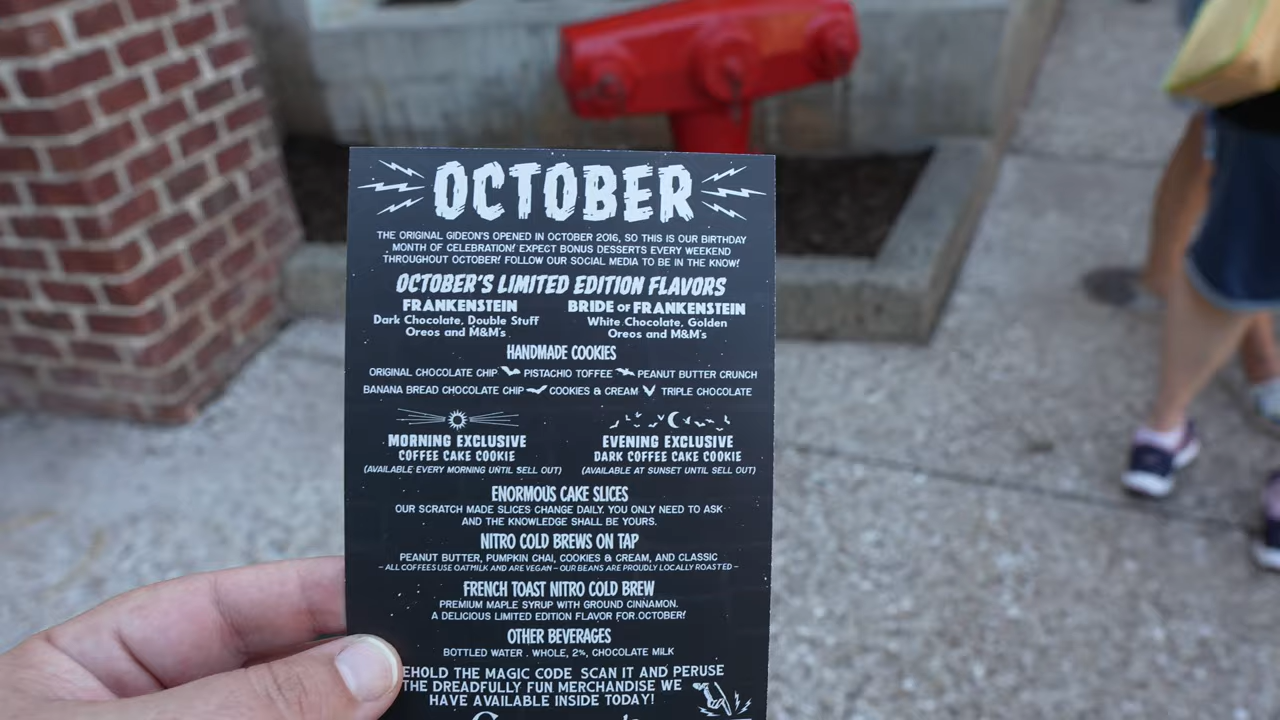 OCTOBER
THE ORIGINAL GIDEON'S OPENED IN OCTOBER 2016, SO THIS IS OUR BIRTHDAY
MONTH OF CELEBRATION! EXPECT BONUS DESSERTS EVERY WEEKEND
THROUGHOUT OCTOBER! FOLLOW OUR SOCIAL MEDIA TO BE IN THE KNOW!
OCTOBER'S LIMITED EDITION FLAVORS
FRANKENSTEIN BRIDE OF FRANKENSTEIN
Dark Chocolate, Double Stuff White Chocolate, Golden
Oreos and M&M's Oreos and M&M's
HANDMADE COOKIES
ORIGINAL CHOCOLATE CHIP PISTACHIO TOFFEE PEANUT BUTTER CRUNCH
BANANA BREAD CHOCOLATE CHIP COOKIES & CREAM TRIPLE CHOCOLATE
MORNING EXCLUSIVE EVENING EXCLUSIVE
COFFEE CAKE COOKIE DARK COFFEE CAKE COOKIE
(AVAILABLE EVERY MORNING UNTIL SELL OUT) (AVAILABLE AT SUNSET UNTIL SELL OUT)
ENORMOUS CAKE SLICES
OUR SCRATCH MADE SLICES CHANGE DAILY. YOU ONLY NEED TO ASK
AND THE KNOWLEDGE SHALL BE YOURS.
NITRO COLD BREWS ON TAP
PEANUT BUTTER, PUMPKIN CHAI, COOKIES & CREAM, AND CLASSIC
– ALL COFFEES USE OATMILK AND ARE VEGAN – OUR BEANS ARE PROUDLY LOCALLY ROASTED –
FRENCH TOAST NITRO COLD BREW
PREMIUM MAPLE SYRUP WITH GROUND CINNAMON.
A DELICIOUS LIMITED EDITION FLAVOR FOR OCTOBER!
OTHER BEVERAGES
BOTTLED WATER . WHOLE, 2%, CHOCOLATE MILK
EHOLD THE MAGIC CODE SCAN IT AND PERUSE
THE DREADFULLY FUN MERCHANDISE WE
HAVE AVAILABLE INSIDE TODAY!